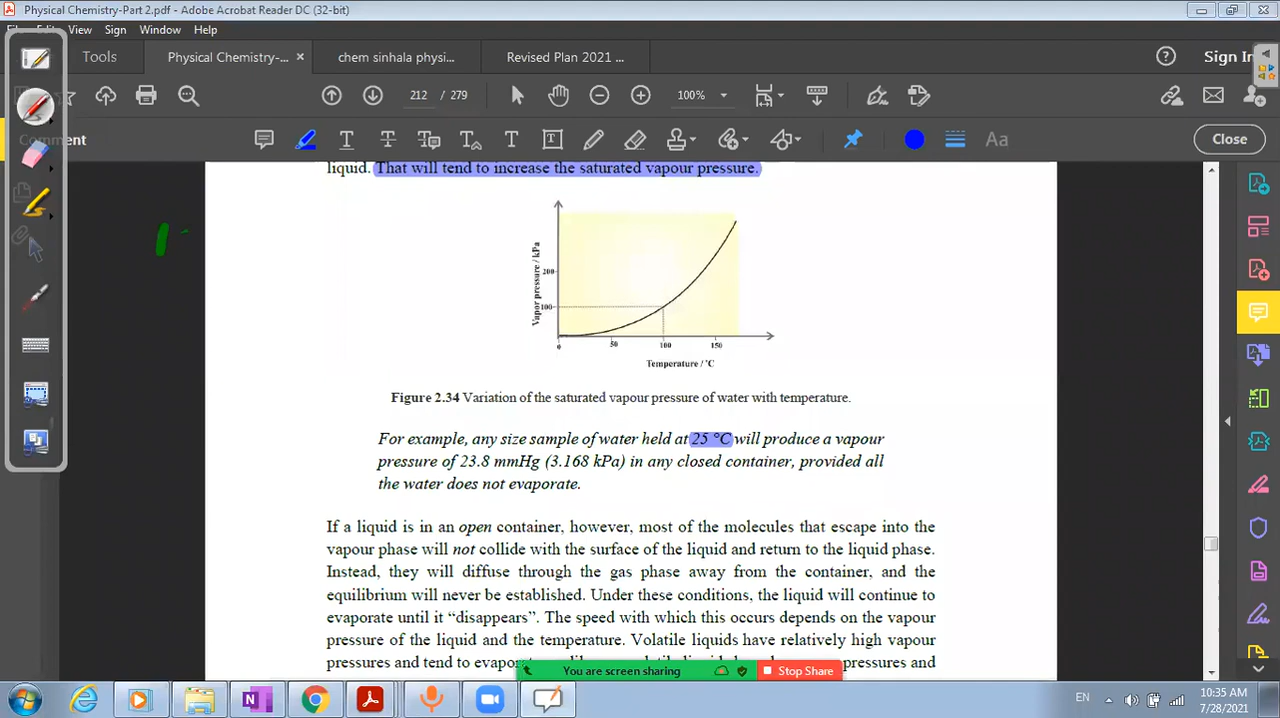 Physical Chemistry-Part 2.pdf - Adobe Acrobat Reader DC (32-bit)
View Sign Window Help
Tools Physical Chemistry-... × chem sinhala physi... Revised Plan 2021 ... Sign In
212 / 279 100%
Comment Close
liquid. That will tend to increase the saturated vapour pressure.
Vapor pressure / kPa
200
100
0 50 100 150
Temperature / °C
Figure 2.34 Variation of the saturated vapour pressure of water with temperature.
For example, any size sample of water held at 25 °C will produce a vapour
pressure of 23.8 mmHg (3.168 kPa) in any closed container, provided all
the water does not evaporate.
If a liquid is in an open container, however, most of the molecules that escape into the
vapour phase will not collide with the surface of the liquid and return to the liquid phase.
Instead, they will diffuse through the gas phase away from the container, and the
equilibrium will never be established. Under these conditions, the liquid will continue to
evaporate until it “disappears”. The speed with which this occurs depends on the vapour
pressure of the liquid and the temperature. Volatile liquids have relatively high vapour
pressures and tend to pressures and
You are screen sharing Stop Share
EN 10:35 AM
7/28/2021